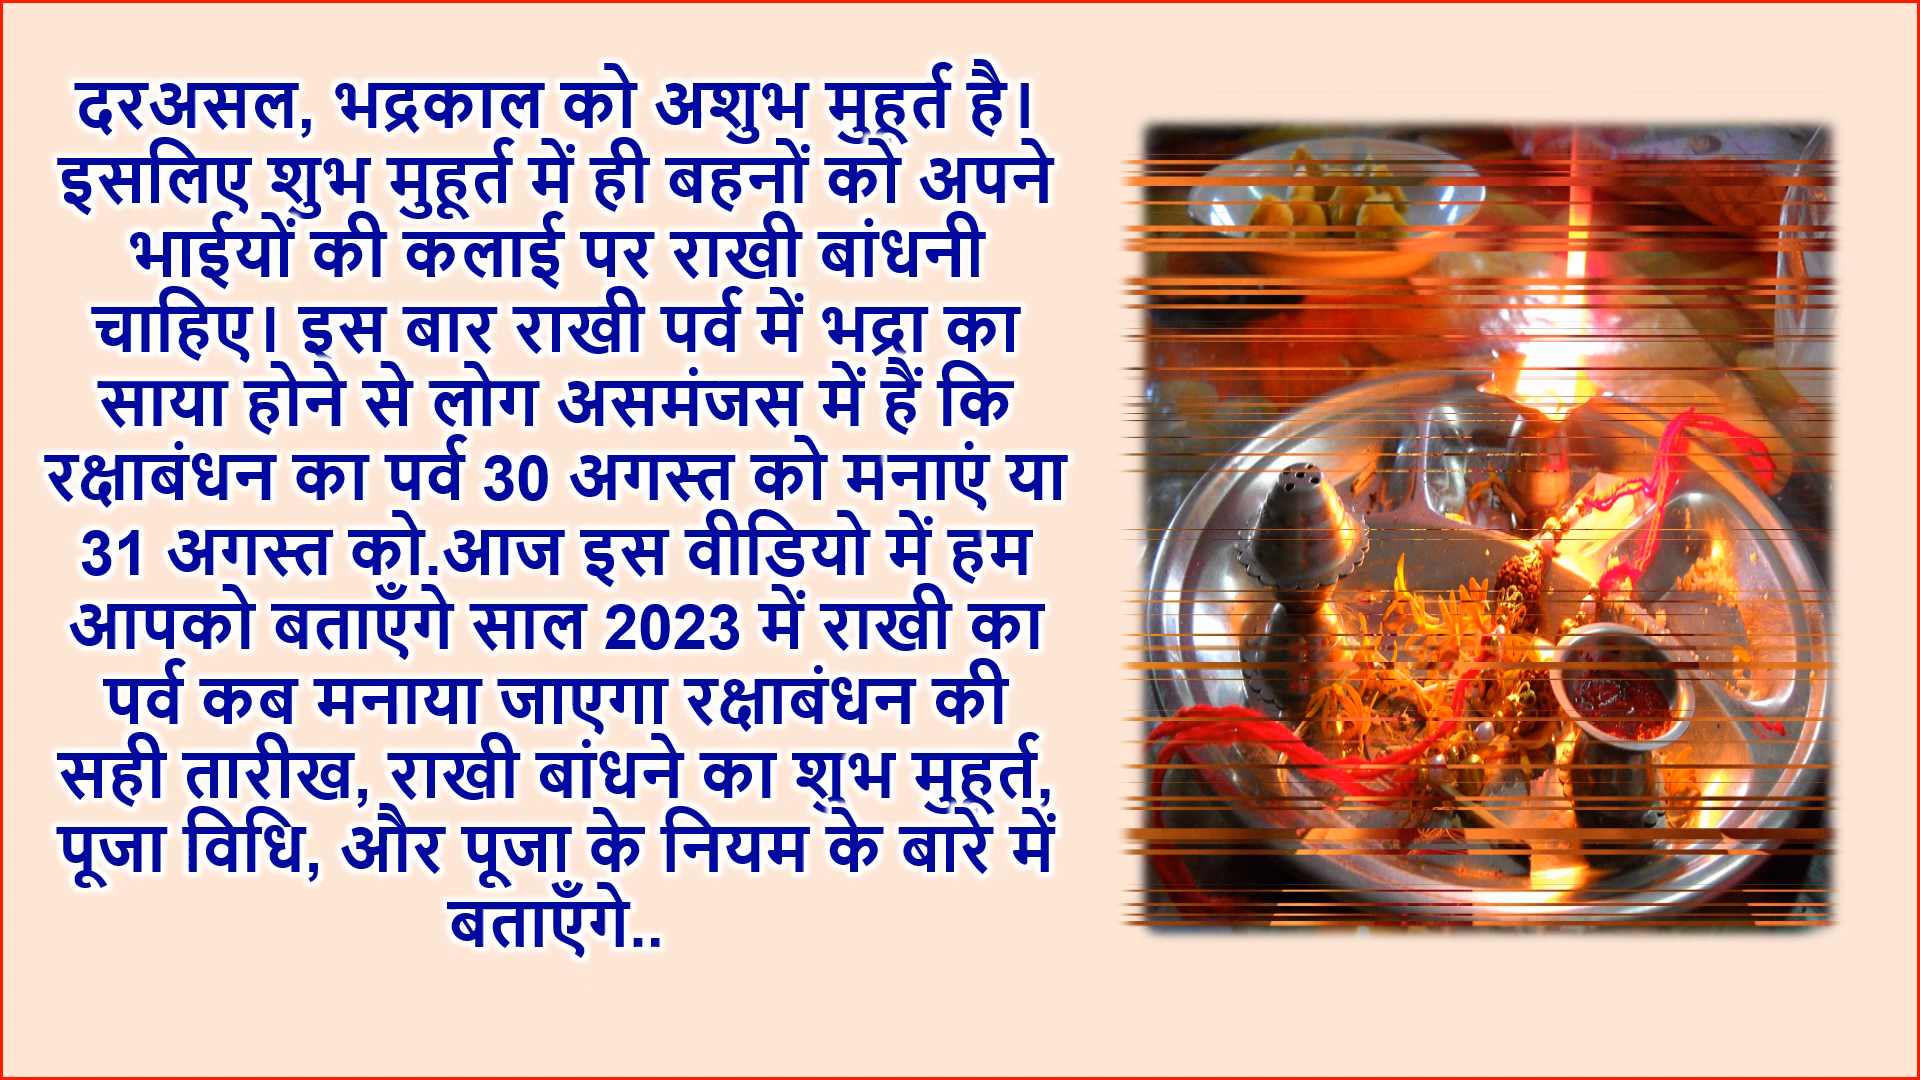 दरअसल, भद्रकाल को अशुभ मुहूर्त है।
इसलिए शुभ मुहूर्त में ही बहनों को अपने
भाईयों की कलाई पर राखी बांधनी
चाहिए। इस बार राखी पर्व में भद्रा का
साया होने से लोग असमंजस में हैं कि
रक्षाबंधन का पर्व 30 अगस्त को मनाएं या
31 अगस्त को.आज इस वीडियो में हम
आपको बताएँगे साल 2023 में राखी का
पर्व कब मनाया जाएगा रक्षाबंधन की
सही तारीख, राखी बांधने का शुभ मुहूर्त,
पूजा विधि, और पूजा के नियम के बारे में
बताएँगे..